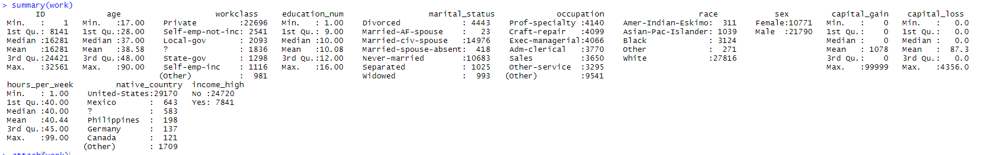 > summary(work)
ID age workclass education_num marital_status occupation race sex capital_gain capital_loss
Min. : 1 Min. :17.00 Private :22696 Min. : 1.00 Divorced : 4443 Prof-specialty :4140 Amer-Indian-Eskimo: 311 Female:10771 Min. : 0 Min. : 0.0
1st Qu.: 8141 1st Qu.:28.00 Self-emp-not-inc: 2541 1st Qu.: 9.00 Married-AF-spouse : 23 Craft-repair :4099 Asian-Pac-Islander: 1039 Male :21790 1st Qu.: 0 1st Qu.: 0.0
Median :16281 Median :37.00 Local-gov : 2093 Median :10.00 Married-civ-spouse :14976 Exec-managerial:4066 Black : 3124 Median : 0 Median : 0.0
Mean :16281 Mean :38.58 ? : 1836 Mean :10.08 Married-spouse-absent: 418 Adm-clerical :3770 Other : 271 Mean : 1078 Mean : 87.3
3rd Qu.:24421 3rd Qu.:48.00 State-gov : 1298 3rd Qu.:12.00 Never-married :10683 Sales :3650 White :27816 3rd Qu.: 0 3rd Qu.: 0.0
Max. :32561 Max. :90.00 Self-emp-inc : 1116 Max. :16.00 Separated : 1025 Other-service :3295 Max. :99999 Max. :4356.0
(Other) : 981 Widowed : 993 (Other) :9541
hours_per_week native_country income_high
Min. : 1.00 United-States:29170 No :24720
1st Qu.:40.00 Mexico : 643 Yes: 7841
Median :40.00 ? : 583
Mean :40.44 Philippines : 198
3rd Qu.:45.00 Germany : 137
Max. :99.00 Canada : 121
(Other) : 1709
> attach(work)